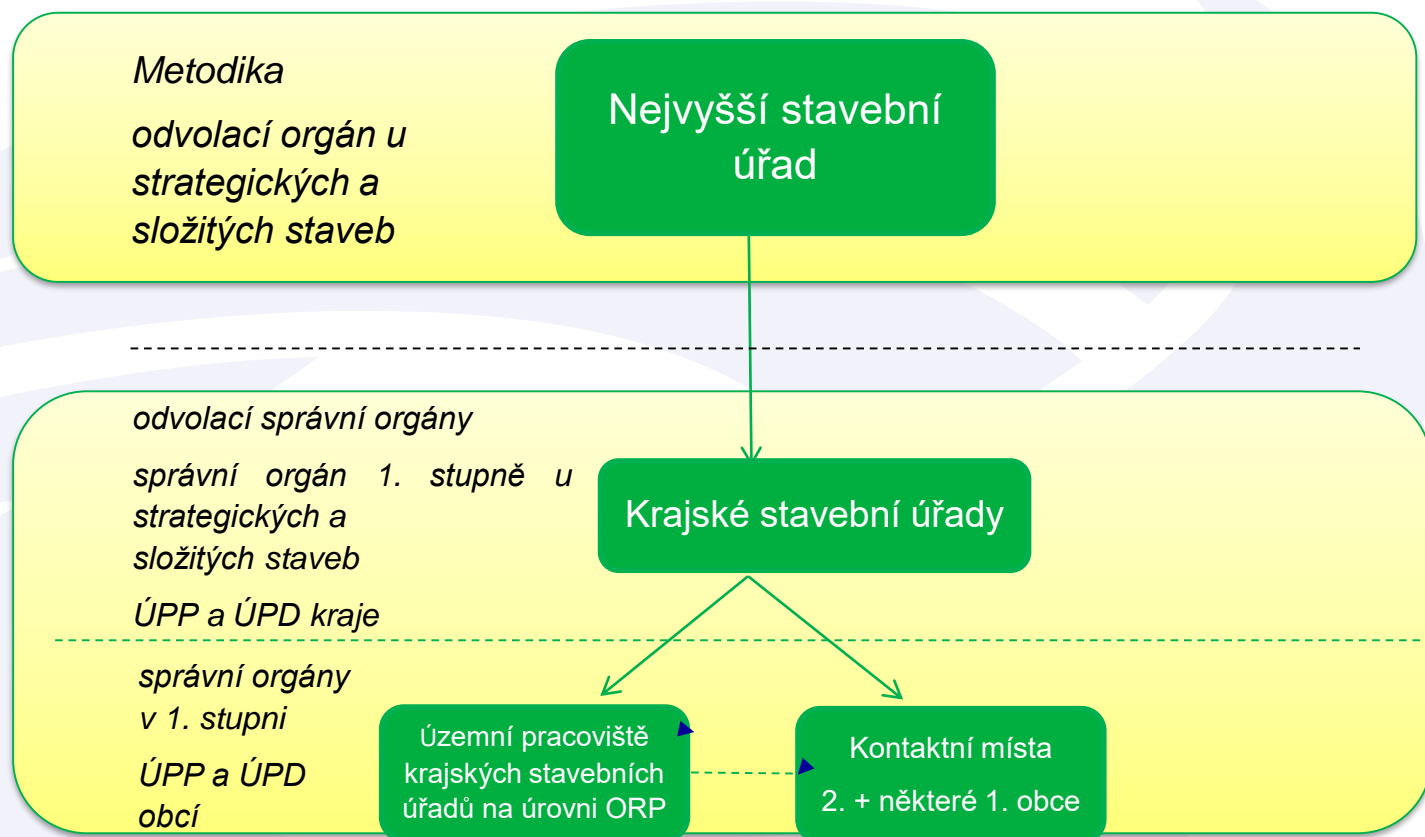 Metodika
odvolací orgán u
strategických a
složitých staveb
Nejvyšší stavební
úřad
odvolací správní orgány
správní orgán 1. stupně u
strategických a
složitých staveb
ÚPP a ÚPD kraje
Krajské stavební úřady
správní orgány
v 1. stupni
ÚPP a ÚPD
obcí
Územní pracoviště
krajských stavebních
úřadů na úrovni ORP
Kontaktní místa
2. + některé 1. obce